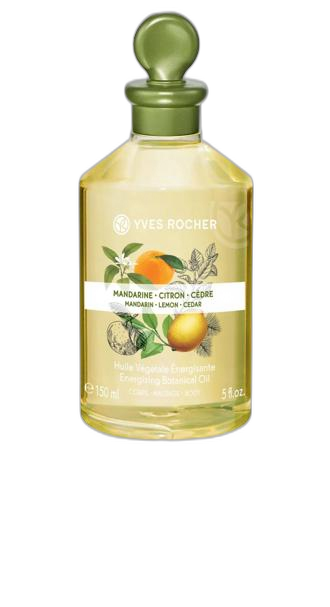 YVES ROCHER
MANDARINE • CITRON • CÈDRE
MANDARIN • LEMON • CEDAR
Huile Végétale Énergisante
Energizing Botanical Oil
℮ 150 ml CORPS • MASSAGE • BODY 5 fl.oz.